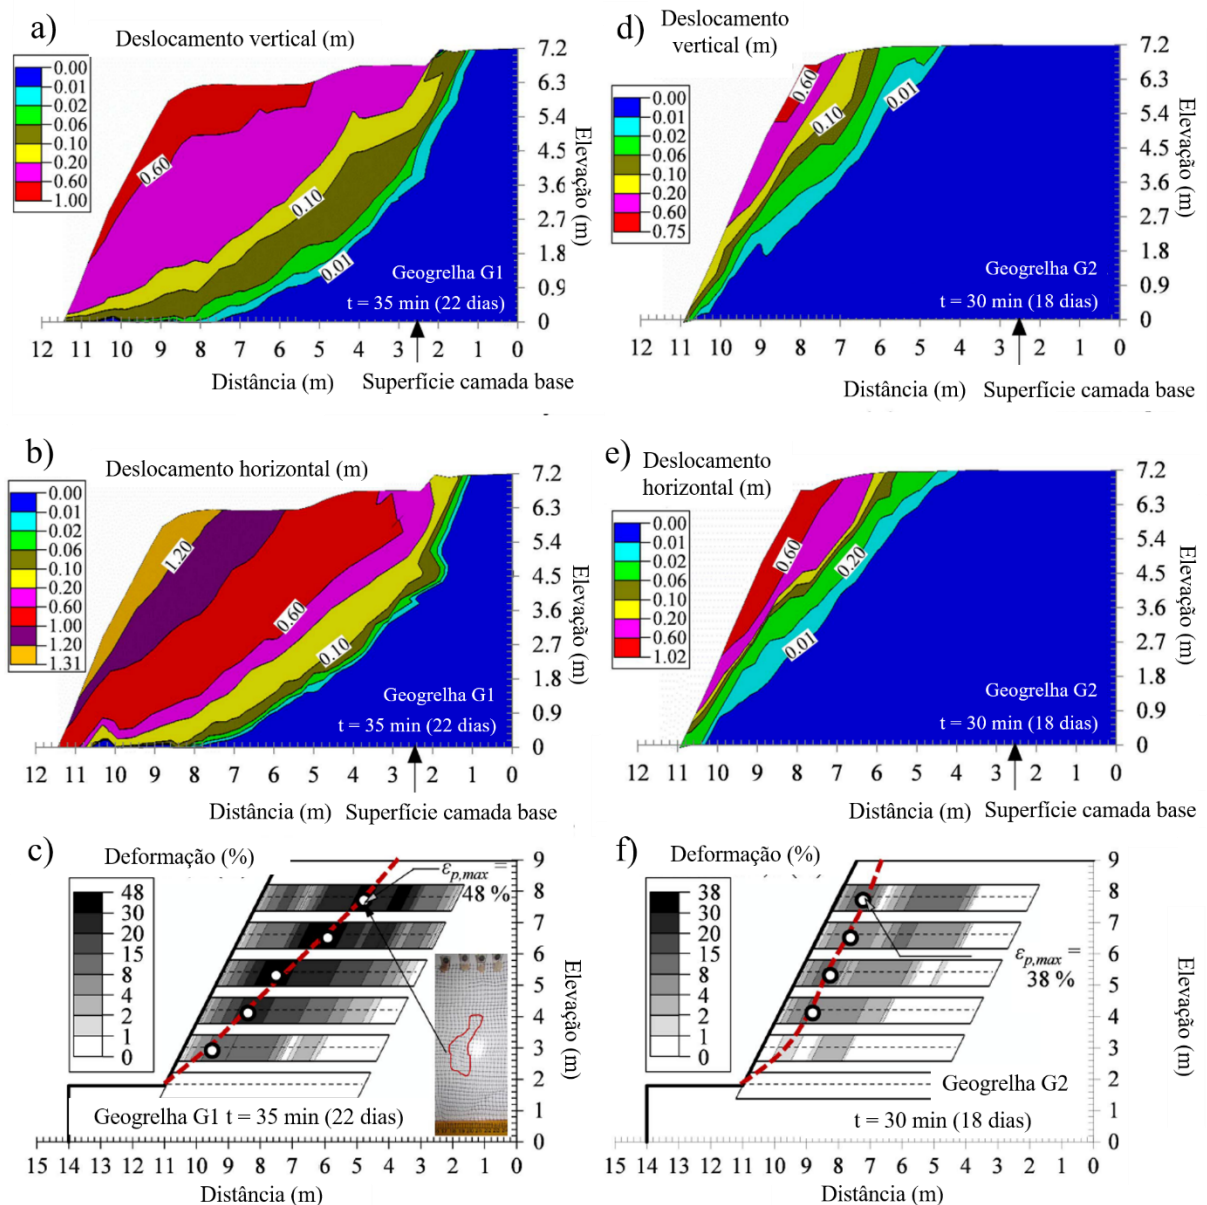 a)
Deslocamento vertical (m)
0.00
0.01
0.02
0.06
0.10
0.20
0.60
1.00
0.60
0.10
0.01
Geogrelha G1
t = 35 min (22 dias)
7.2
6.3
5.4
4.5
3.6
2.7
1.8
0.9
0
Elevação (m)
12 11 10 9 8 7 6 5 4 3 2 1 0
Distância (m) Superfície camada base
d)
Deslocamento
vertical (m)
0.00
0.01
0.02
0.06
0.10
0.20
0.60
0.75
0.60
0.10
0.01
Geogrelha G2
t = 30 min (18 dias)
7.2
6.3
5.4
4.5
3.6
2.7
1.8
0.9
0
Elevação (m)
12 11 10 9 8 7 6 5 4 3 2 1 0
Distância (m) Superfície camada base
b)
Deslocamento horizontal (m)
0.00
0.01
0.02
0.06
0.10
0.20
0.60
1.00
1.20
1.31
1.20
0.60
0.10
Geogrelha G1
t = 35 min (22 dias)
7.2
6.3
5.4
4.5
3.6
2.7
1.8
0.9
0
Elevação (m)
12 11 10 9 8 7 6 5 4 3 2 1 0
Distância (m) Superfície camada base
e)
Deslocamento
horizontal (m)
0.00
0.01
0.02
0.06
0.10
0.20
0.60
1.02
0.60
0.20
0.01
Geogrelha G2
t = 30 min (18 dias)
7.2
6.3
5.4
4.5
3.6
2.7
1.8
0.9
0
Elevação (m)
12 11 10 9 8 7 6 5 4 3 2 1 0
Distância (m) Superfície camada base
c)
Deformação (%)
48
30
20
15
8
4
2
1
0
εp,max =
48 %
Geogrelha G1 t = 35 min (22 dias)
9
8
7
6
5
4
3
2
1
0
Elevação (m)
15 14 13 12 11 10 9 8 7 6 5 4 3 2 1 0
Distância (m)
f)
Deformação (%)
38
30
20
15
8
4
2
1
0
εp,max =
38 %
Geogrelha G2
t = 30 min (18 dias)
9
8
7
6
5
4
3
2
1
0
Elevação (m)
15 14 13 12 11 10 9 8 7 6 5 4 3 2 1 0
Distância (m)